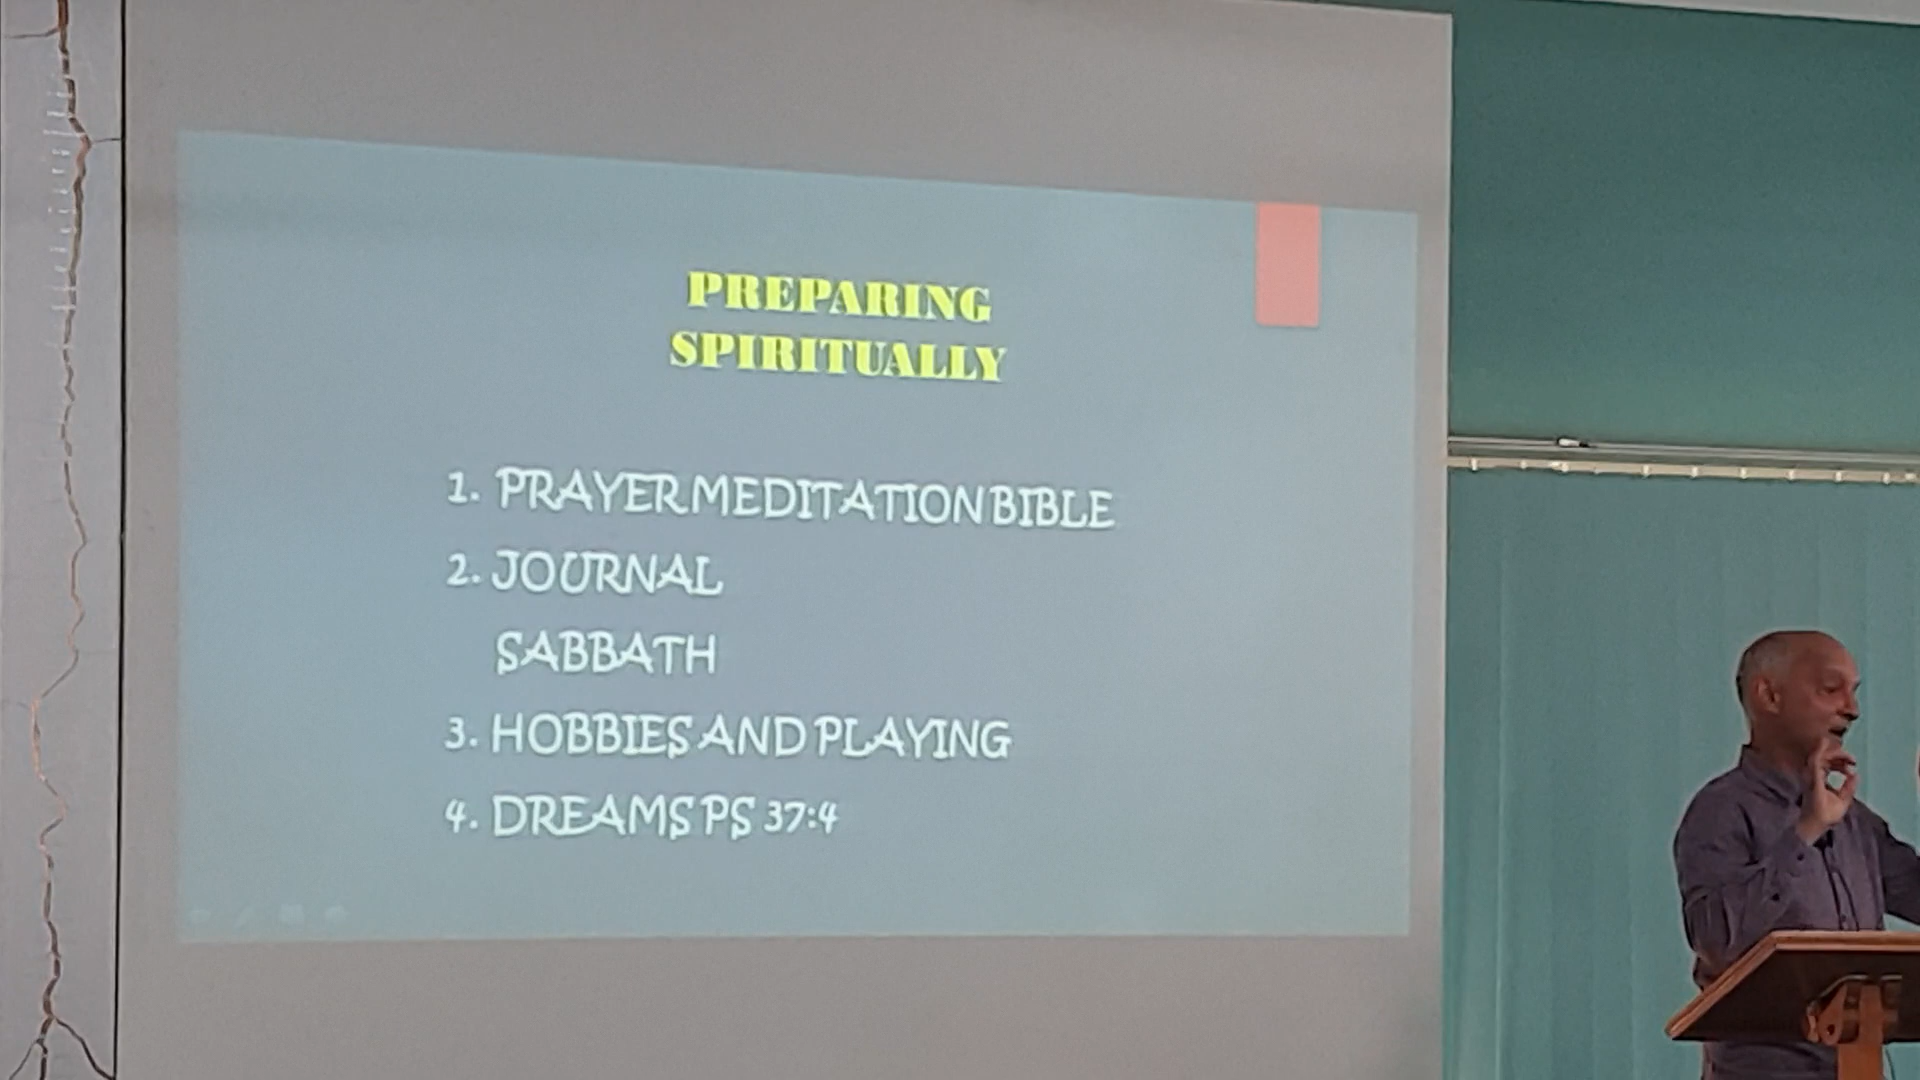 PREPARING
SPIRITUALLY
1. PRAYER MEDITATION BIBLE
2. JOURNAL
SABBATH
3. HOBBIES AND PLAYING
4. DREAMS PS 37:4